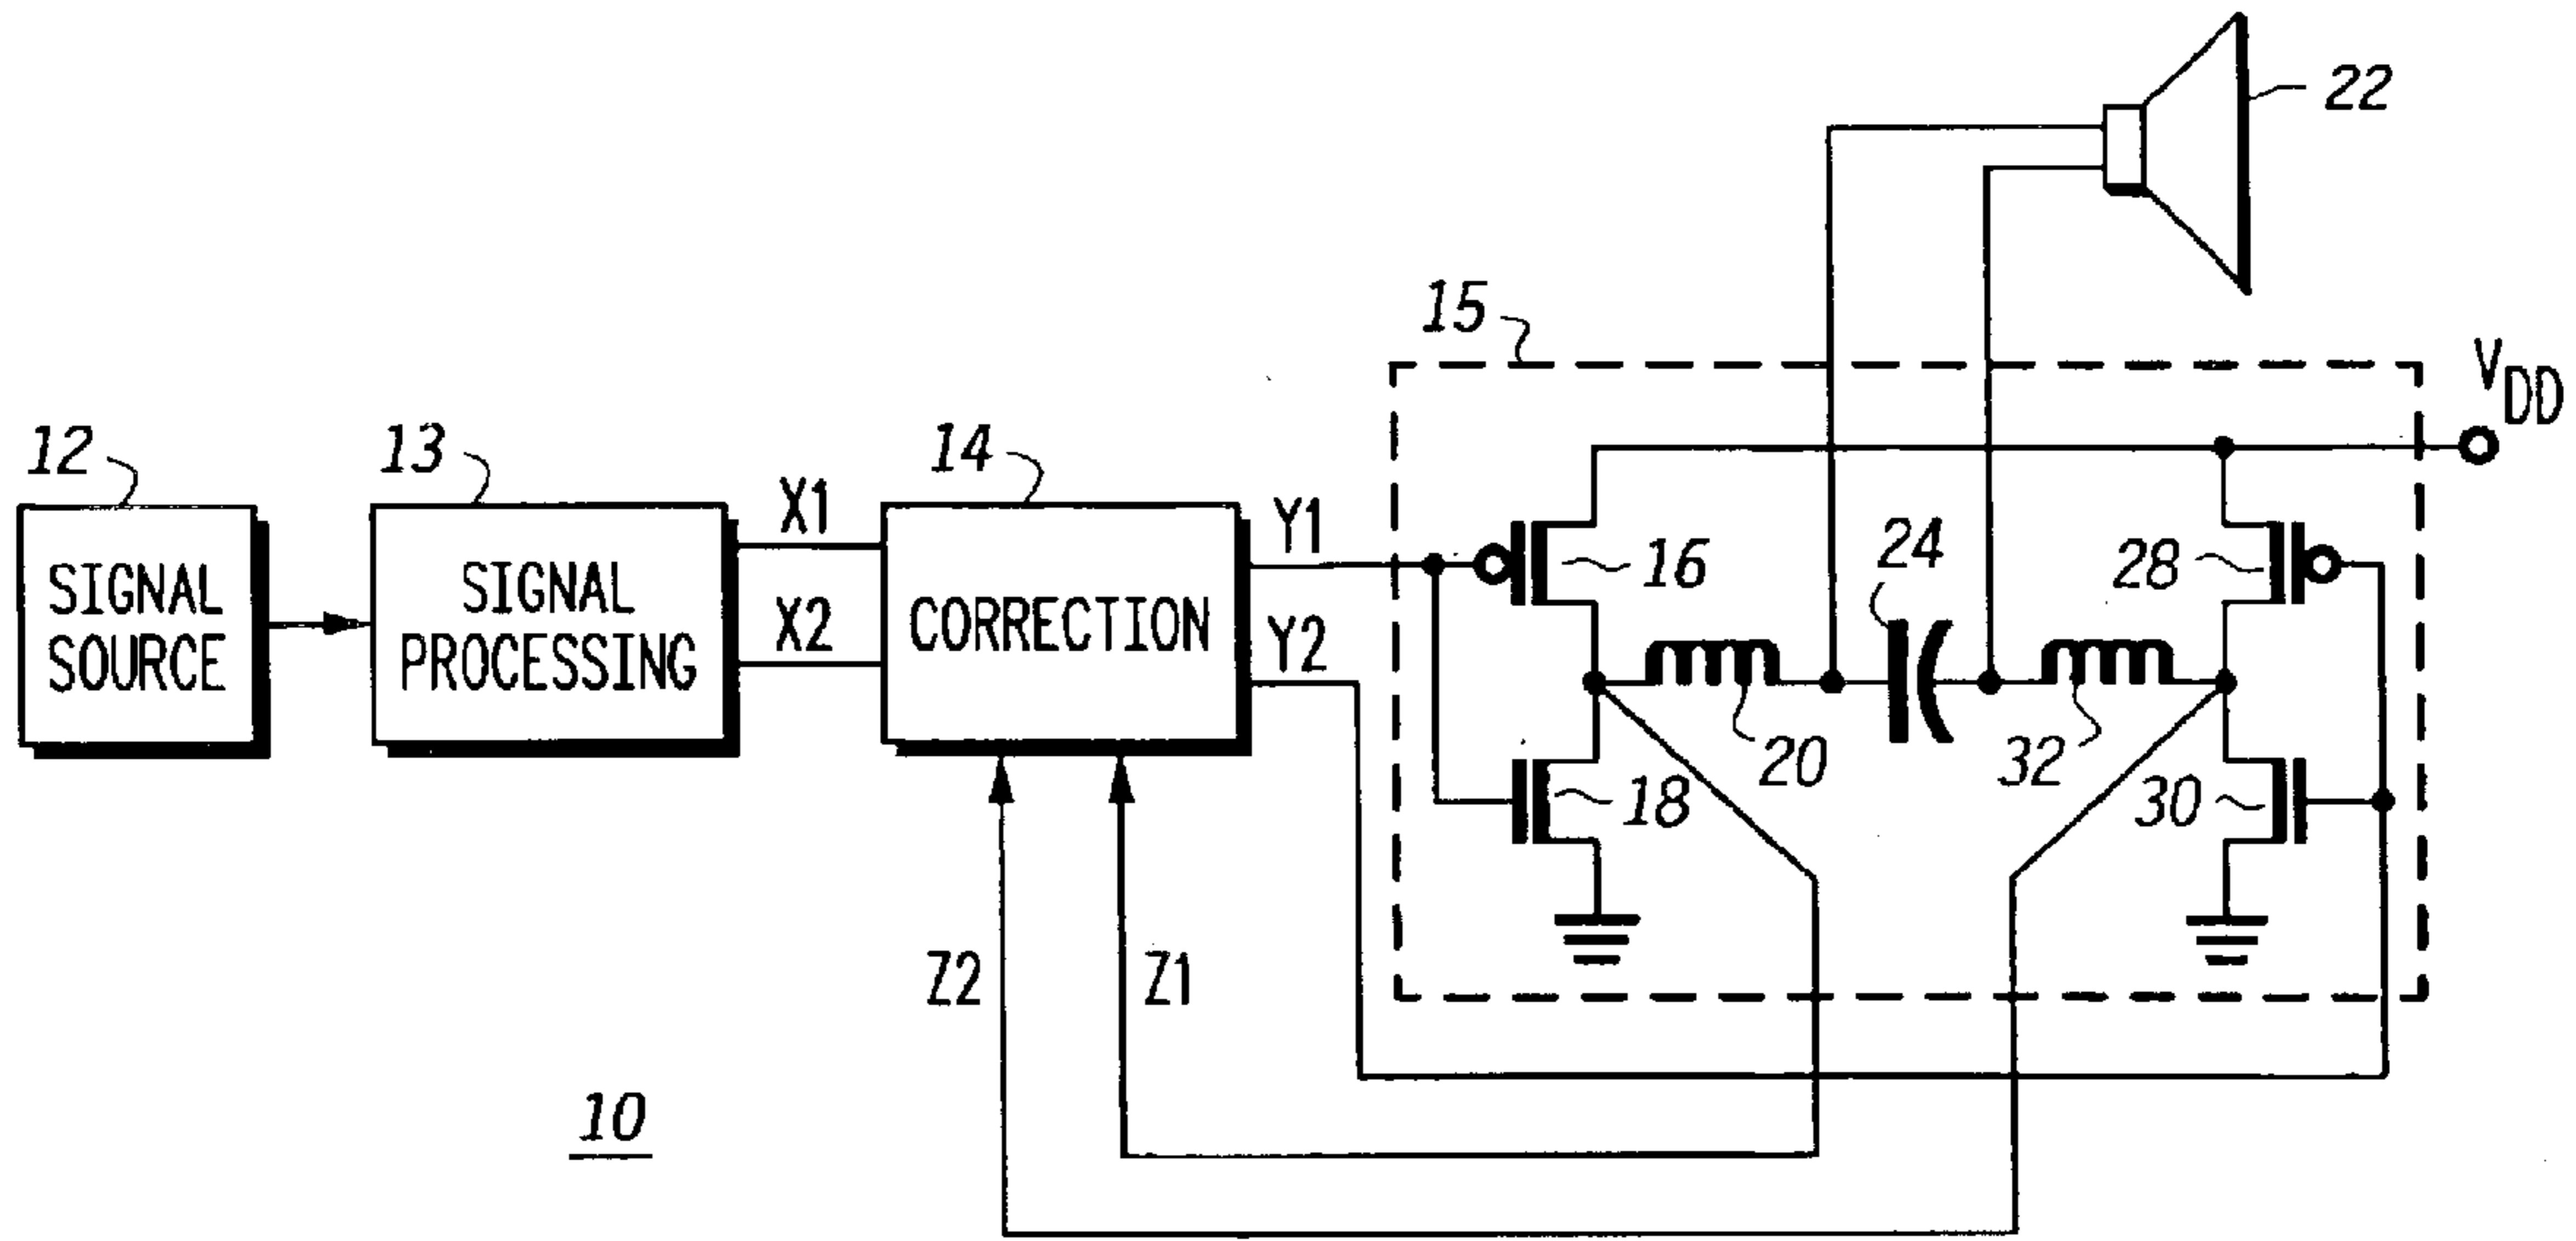 22
15
V
DD
12
13
14
SIGNAL
SOURCE
SIGNAL
PROCESSING
X1
X2
CORRECTION
Y1
Y2
16
24
28
20
32
18
30
Z2
Z1
10